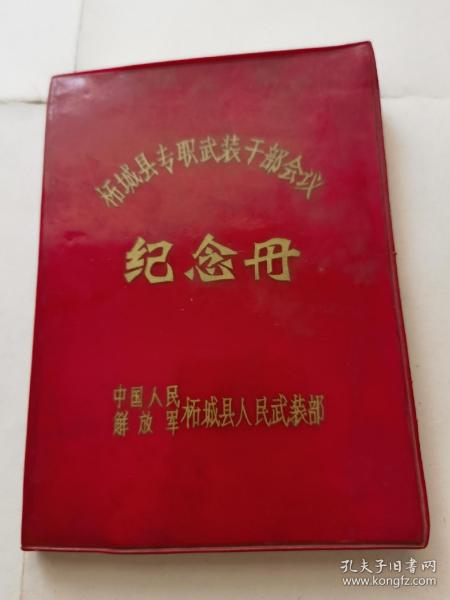 柘城县专职武装干部会议
纪念册
中国人民
解放军
柘城县人民武装部
孔夫子旧书网
www.kongfz.com